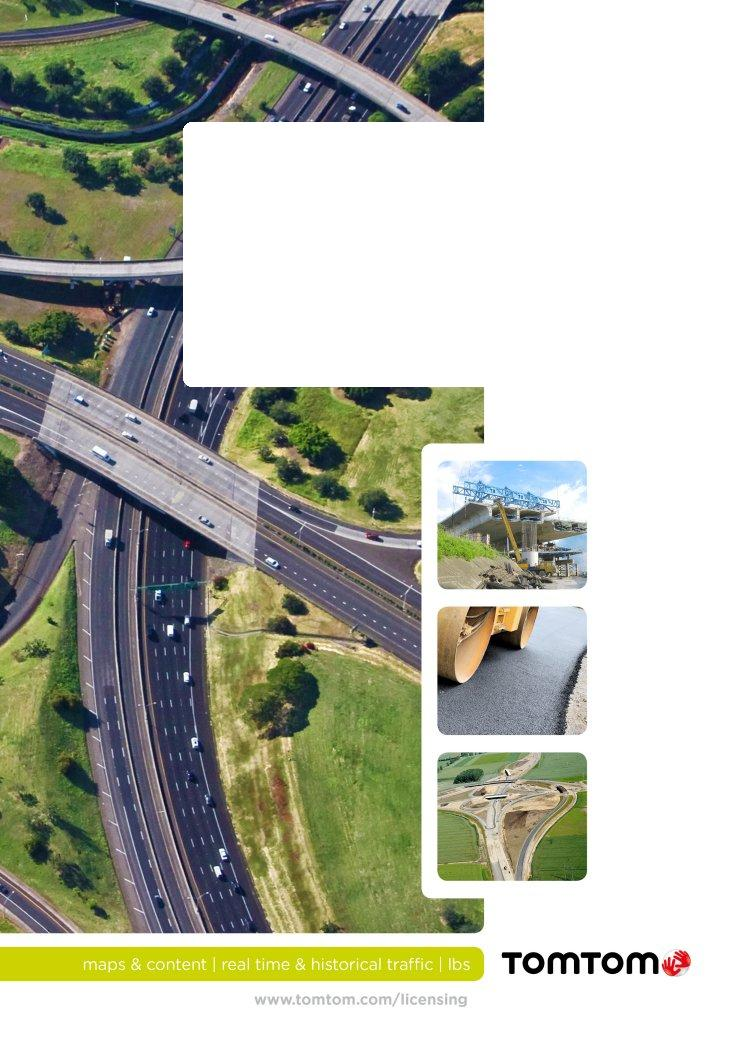 maps & content | real time & historical traffic | lbs
TOMTOM
www.tomtom.com/licensing